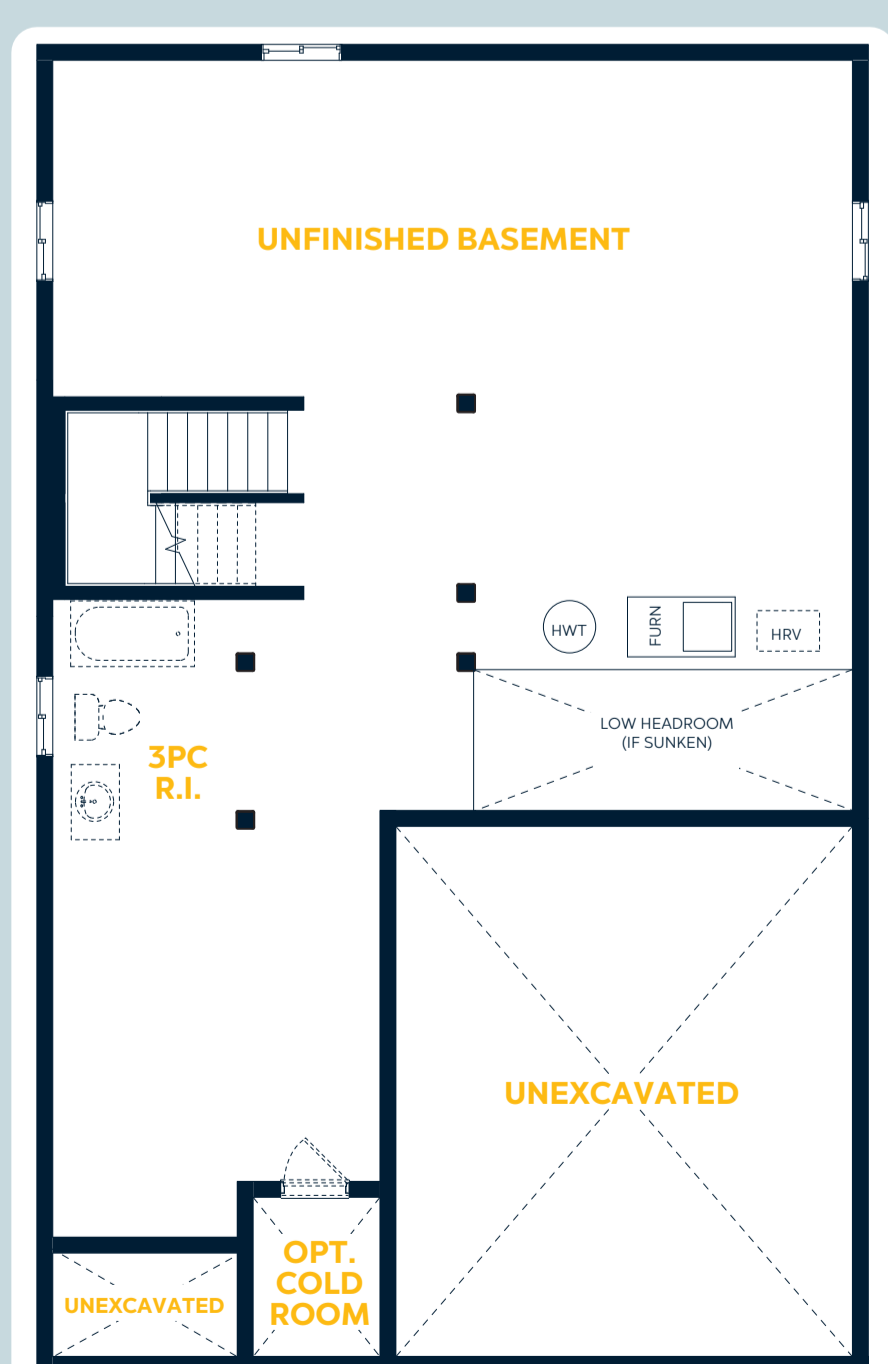 UNFINISHED BASEMENT
HWT
FURN
HRV
LOW HEADROOM
(IF SUNKEN)
3PC
R.I.
UNEXCAVATED
OPT.
COLD
ROOM
UNEXCAVATED